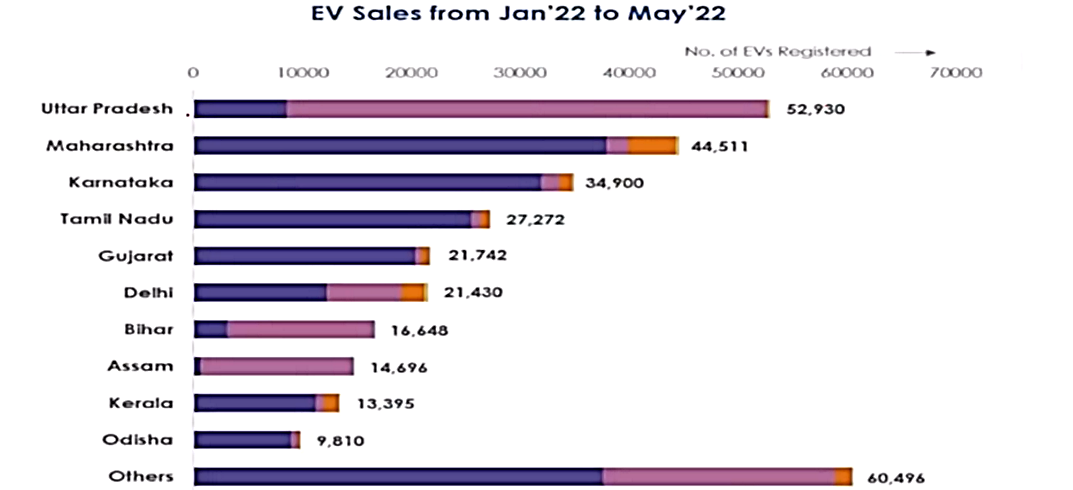 EV Sales from Jan'22 to May'22
No. of EVs Registered
0 10000 20000 30000 40000 50000 60000 70000
Uttar Pradesh 52,930
Maharashtra 44,511
Karnataka 34,900
Tamil Nadu 27,272
Gujarat 21,742
Delhi 21,430
Bihar 16,648
Assam 14,696
Kerala 13,395
Odisha 9,810
Others 60,496